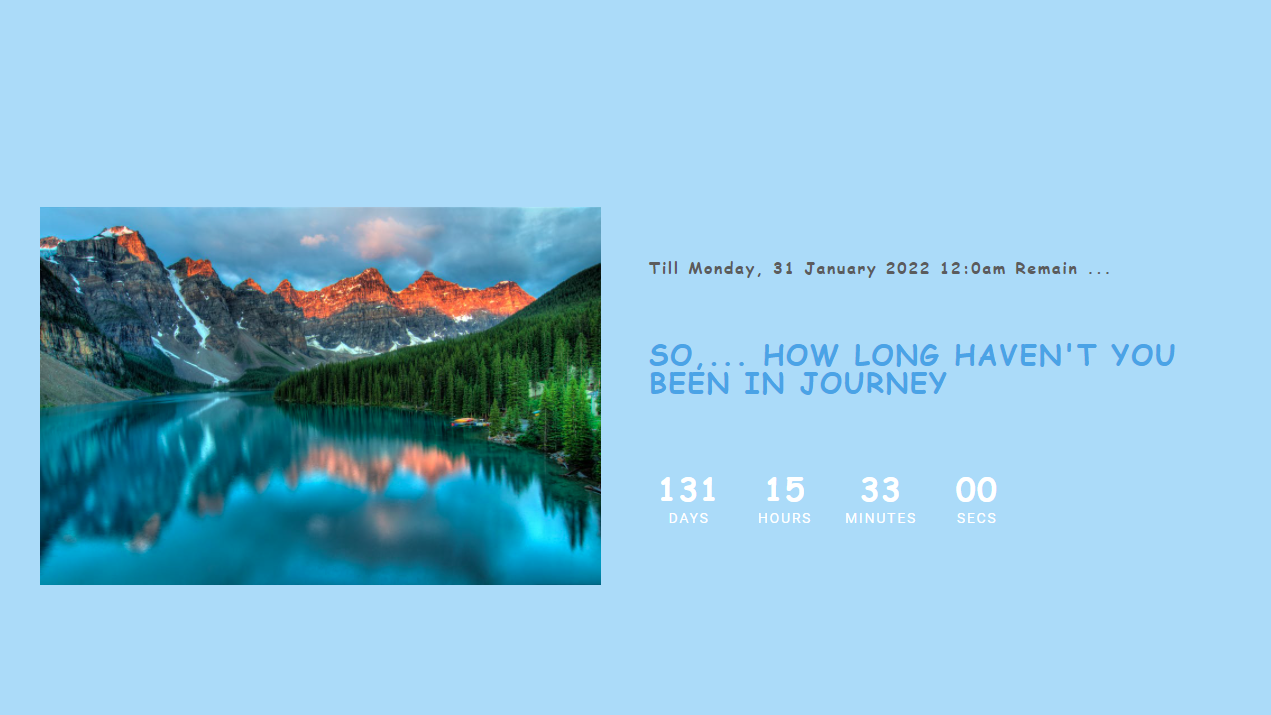 Till Monday, 31 January 2022 12:0am Remain ...
SO,... HOW LONG HAVEN'T YOU
BEEN IN JOURNEY
131 15 33 00
DAYS HOURS MINUTES SECS